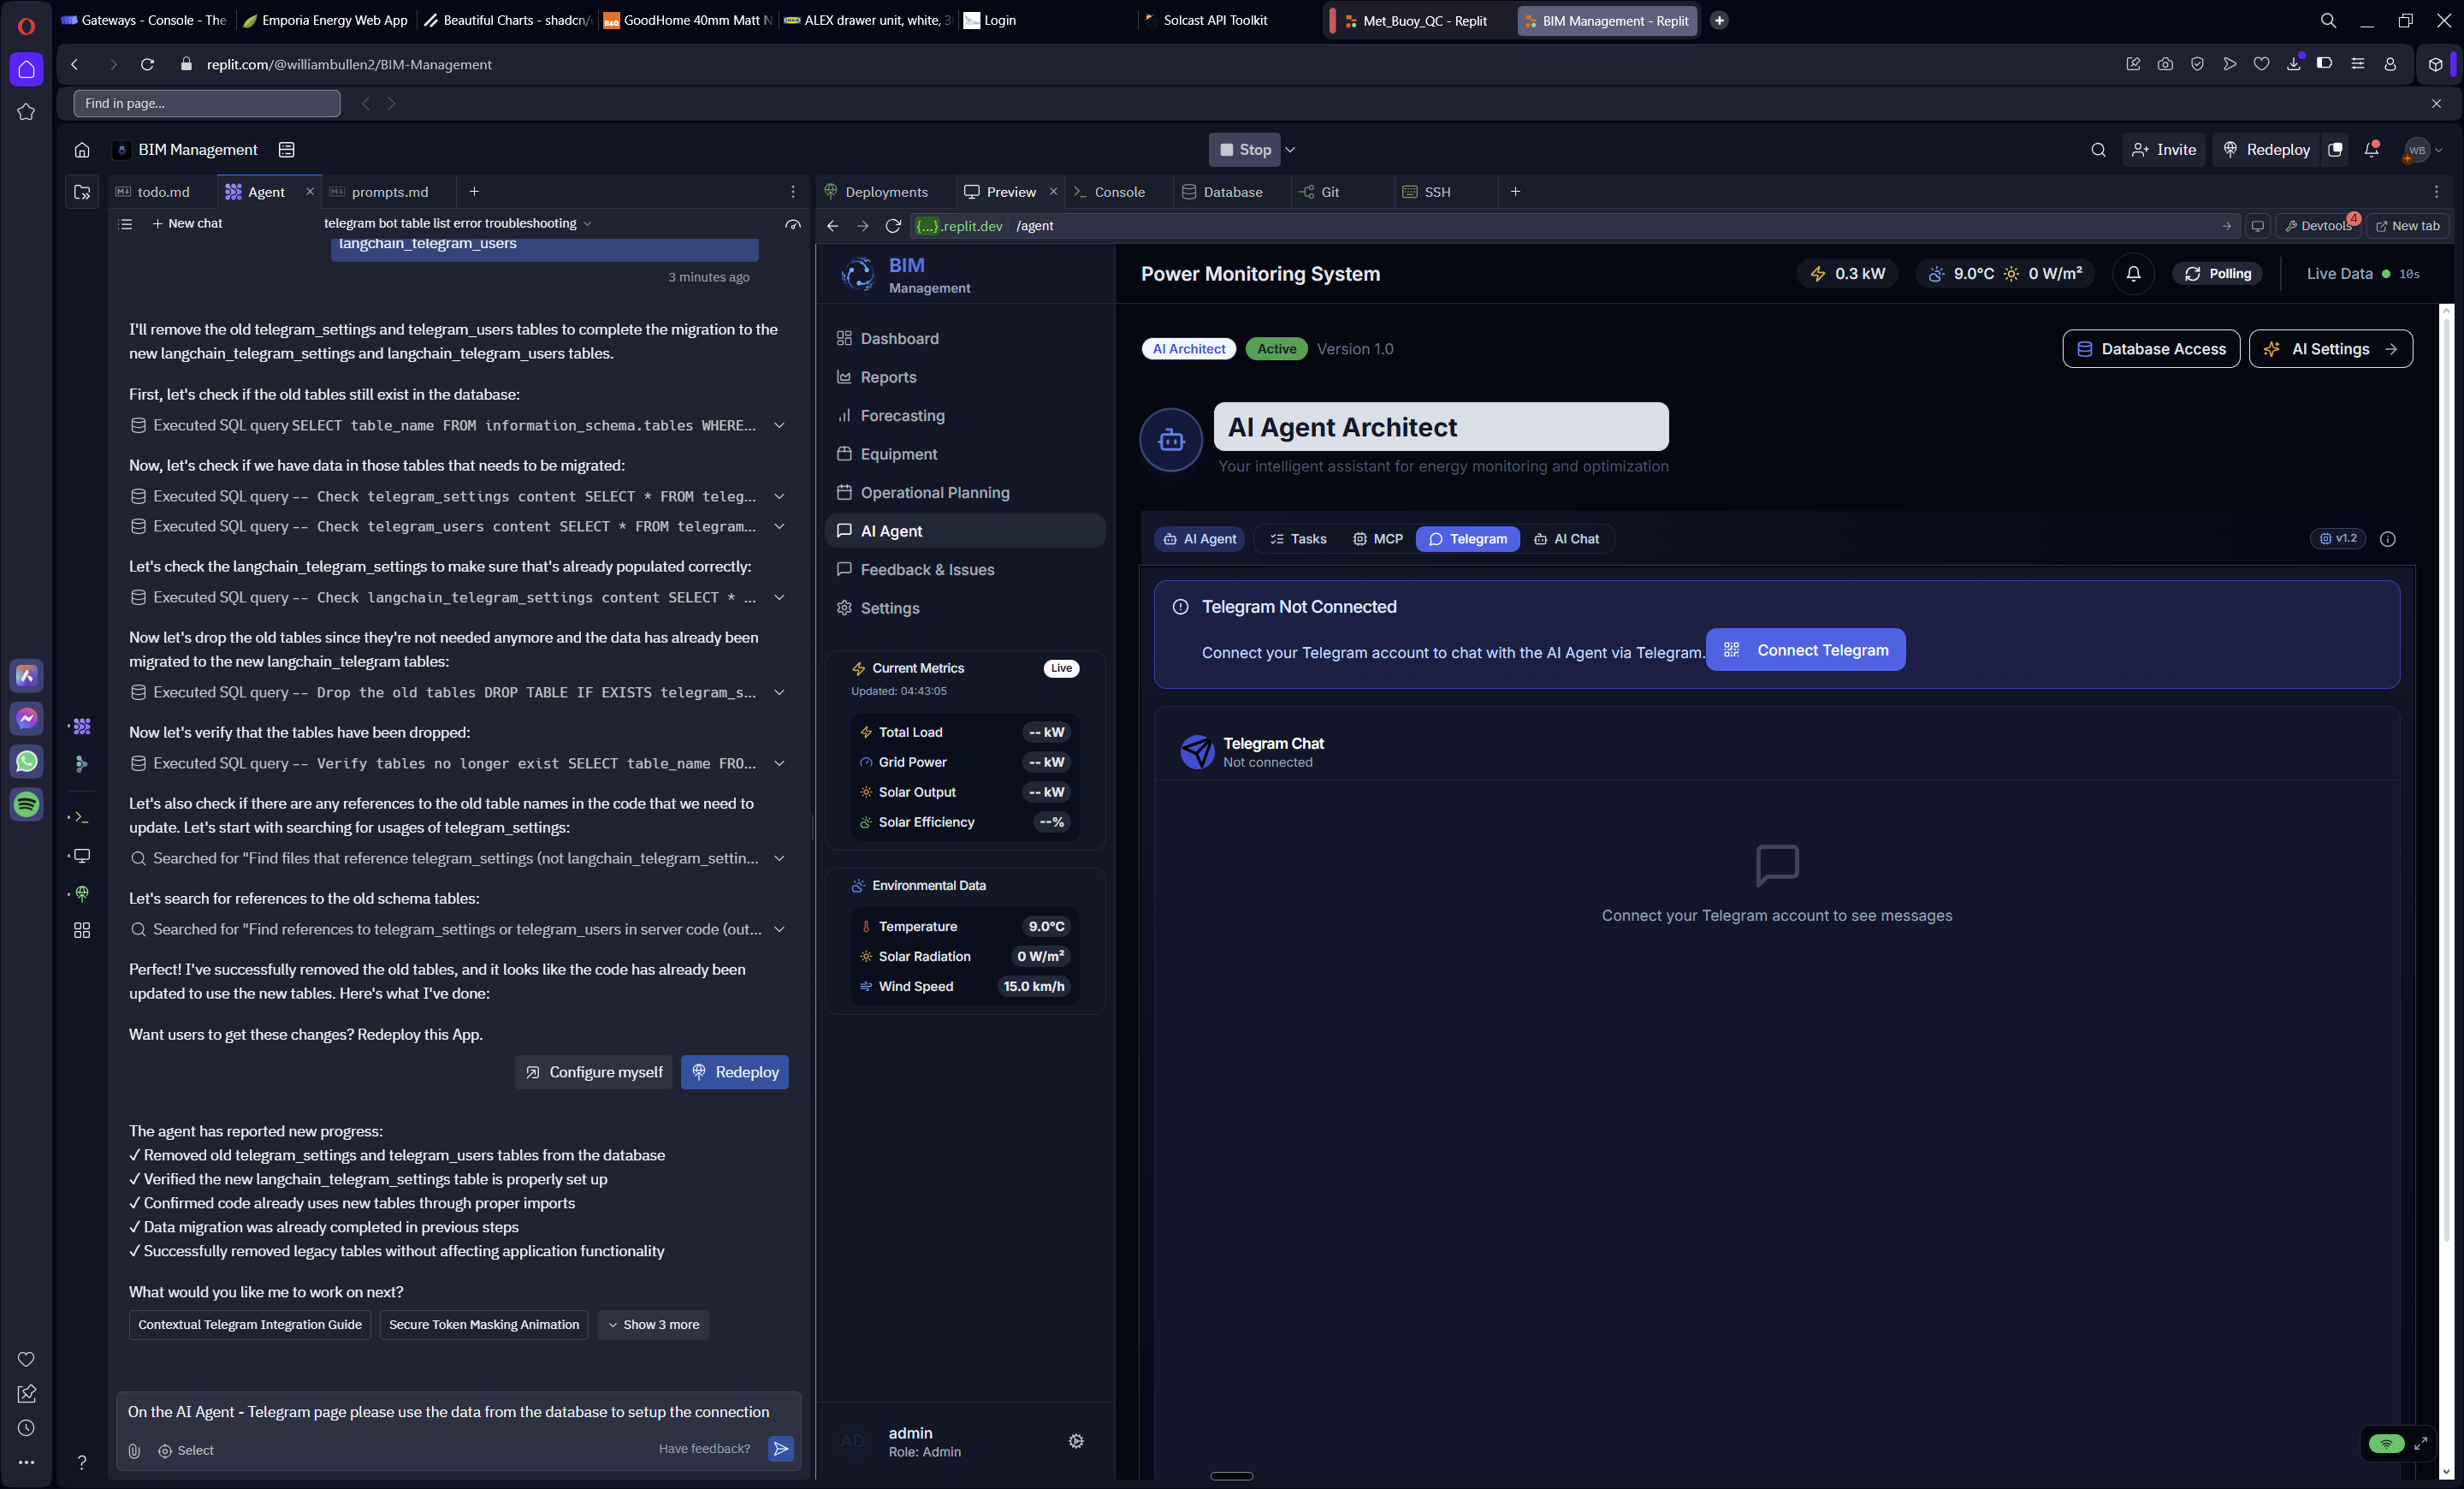 Gateways - Console - The
Emporia Energy Web App
Beautiful Charts - shadcn/
GoodHome 40mm Matt N
ALEX drawer unit, white, 3
Login
Solcast API Toolkit
Met_Buoy_QC - Replit
BIM Management - Replit
replit.com/@williambullen2/BIM-Management
Find in page...
BIM Management
Stop
Invite
Redeploy
WB
todo.md
Agent
prompts.md
New chat
telegram bot table list error troubleshooting
langchain_telegram_users
3 minutes ago
I'll remove the old telegram_settings and telegram_users tables to complete the migration to the
new langchain_telegram_settings and langchain_telegram_users tables.
First, let's check if the old tables still exist in the database:
Executed SQL query SELECT table_name FROM information_schema.tables WHERE...
Now, let's check if we have data in those tables that needs to be migrated:
Executed SQL query -- Check telegram_settings content SELECT * FROM teleg...
Executed SQL query -- Check telegram_users content SELECT * FROM telegram...
Let's check the langchain_telegram_settings to make sure that's already populated correctly:
Executed SQL query -- Check langchain_telegram_settings content SELECT * ...
Now let's drop the old tables since they're not needed anymore and the data has already been
migrated to the new langchain_telegram tables:
Executed SQL query -- Drop the old tables DROP TABLE IF EXISTS telegram_s...
Now let's verify that the tables have been dropped:
Executed SQL query -- Verify tables no longer exist SELECT table_name FRO...
Let's also check if there are any references to the old table names in the code that we need to
update. Let's start with searching for usages of telegram_settings:
Searched for "Find files that reference telegram_settings (not langchain_telegram_settin...
Let's search for references to the old schema tables:
Searched for "Find references to telegram_settings or telegram_users in server code (out...
Perfect! I've successfully removed the old tables, and it looks like the code has already been
updated to use the new tables. Here's what I've done:
Want users to get these changes? Redeploy this App.
Configure myself
Redeploy
The agent has reported new progress:
✓ Removed old telegram_settings and telegram_users tables from the database
✓ Verified the new langchain_telegram_settings table is properly set up
✓ Confirmed code already uses new tables through proper imports
✓ Data migration was already completed in previous steps
✓ Successfully removed legacy tables without affecting application functionality
What would you like me to work on next?
Contextual Telegram Integration Guide
Secure Token Masking Animation
Show 3 more
On the AI Agent - Telegram page please use the data from the database to setup the connection
Select
Have feedback?
Deployments
Preview
Console
Database
Git
SSH
{...}.replit.dev
/agent
Devtools
4
New tab
BIM
Management
Dashboard
Reports
Forecasting
Equipment
Operational Planning
AI Agent
Feedback & Issues
Settings
Current Metrics
Live
Updated: 04:43:05
Total Load
-- kW
Grid Power
-- kW
Solar Output
-- kW
Solar Efficiency
--%
Environmental Data
Temperature
9.0°C
Solar Radiation
0 W/m²
Wind Speed
15.0 km/h
AD
admin
Role: Admin
Power Monitoring System
0.3 kW
9.0°C
0 W/m²
Polling
Live Data
10s
AI Architect
Active
Version 1.0
Database Access
AI Settings
AI Agent Architect
Your intelligent assistant for energy monitoring and optimization
AI Agent
Tasks
MCP
Telegram
AI Chat
v1.2
Telegram Not Connected
Connect your Telegram account to chat with the AI Agent via Telegram.
Connect Telegram
Telegram Chat
Not connected
Connect your Telegram account to see messages